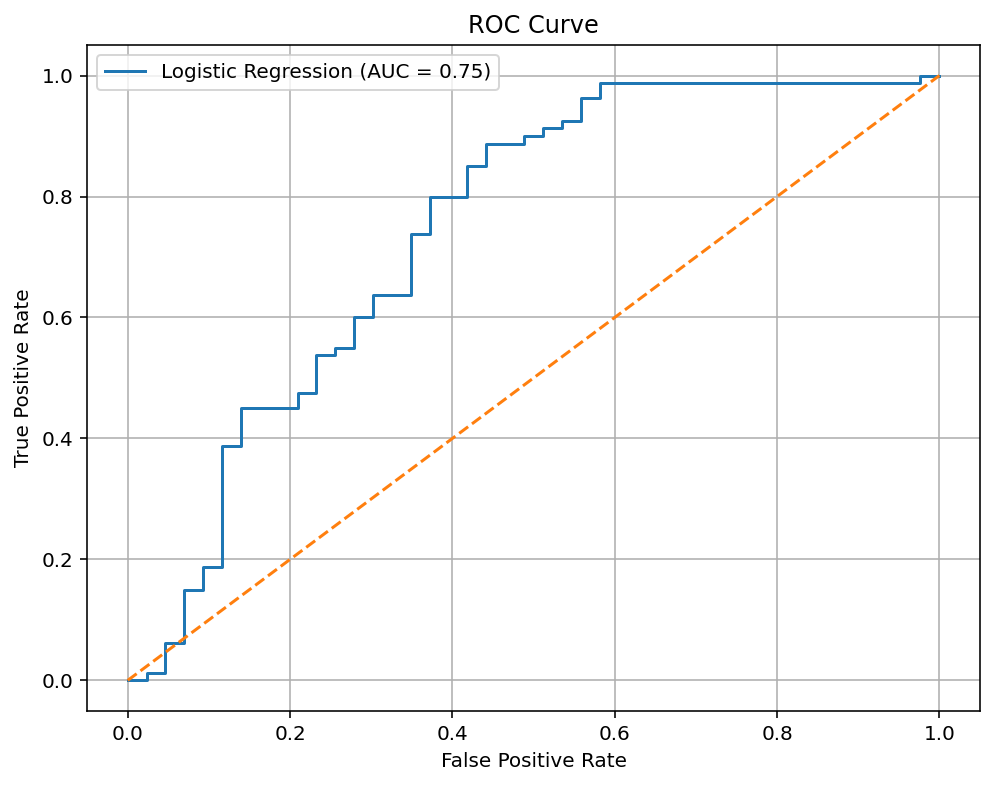 ROC Curve
Logistic Regression (AUC = 0.75)
True Positive Rate
1.0
0.8
0.6
0.4
0.2
0.0
0.0 0.2 0.4 0.6 0.8 1.0
False Positive Rate